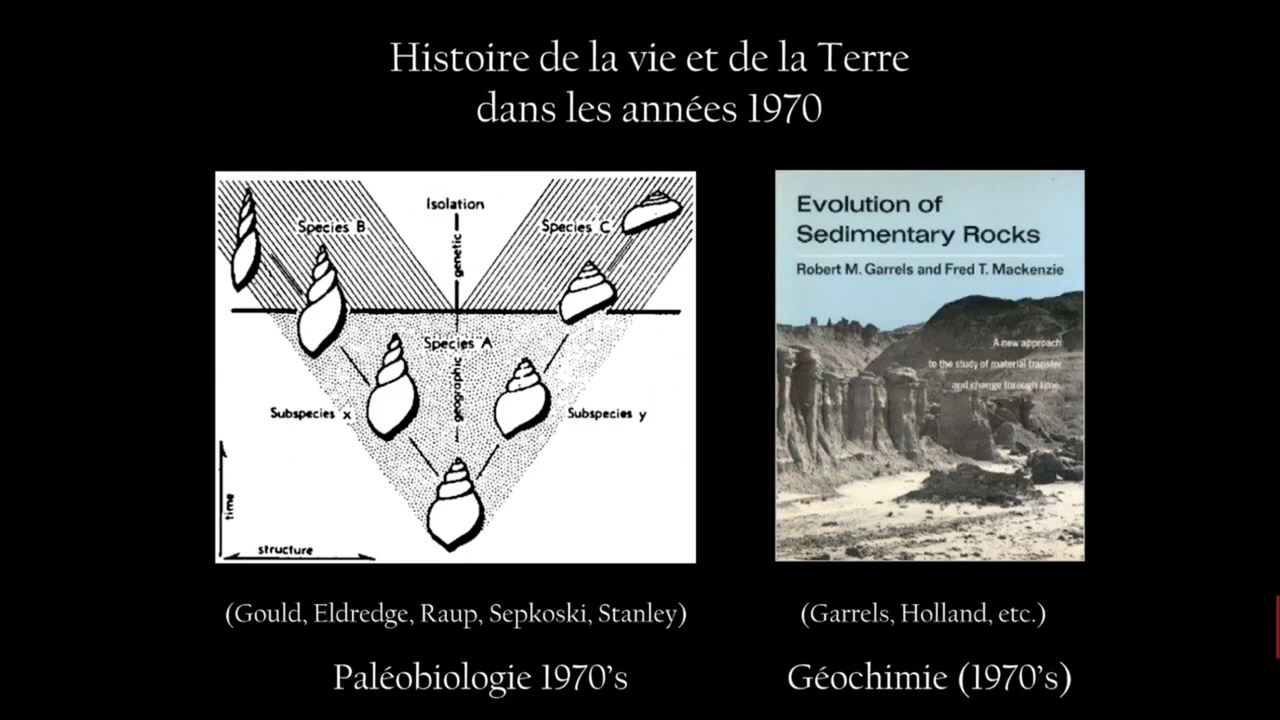 Histoire de la vie et de la Terre
dans les années 1970
Isolation
Species B
genetic
Species C
Species A
geographic
Subspecies x
Subspecies y
time
structure
Evolution of
Sedimentary Rocks
Robert M. Garrels and Fred T. Mackenzie
A new approach
to the study of material transfer
and change through time.
(Gould, Eldredge, Raup, Sepkoski, Stanley)
(Garrels, Holland, etc.)
Paléobiologie 1970's
Géochimie (1970's)